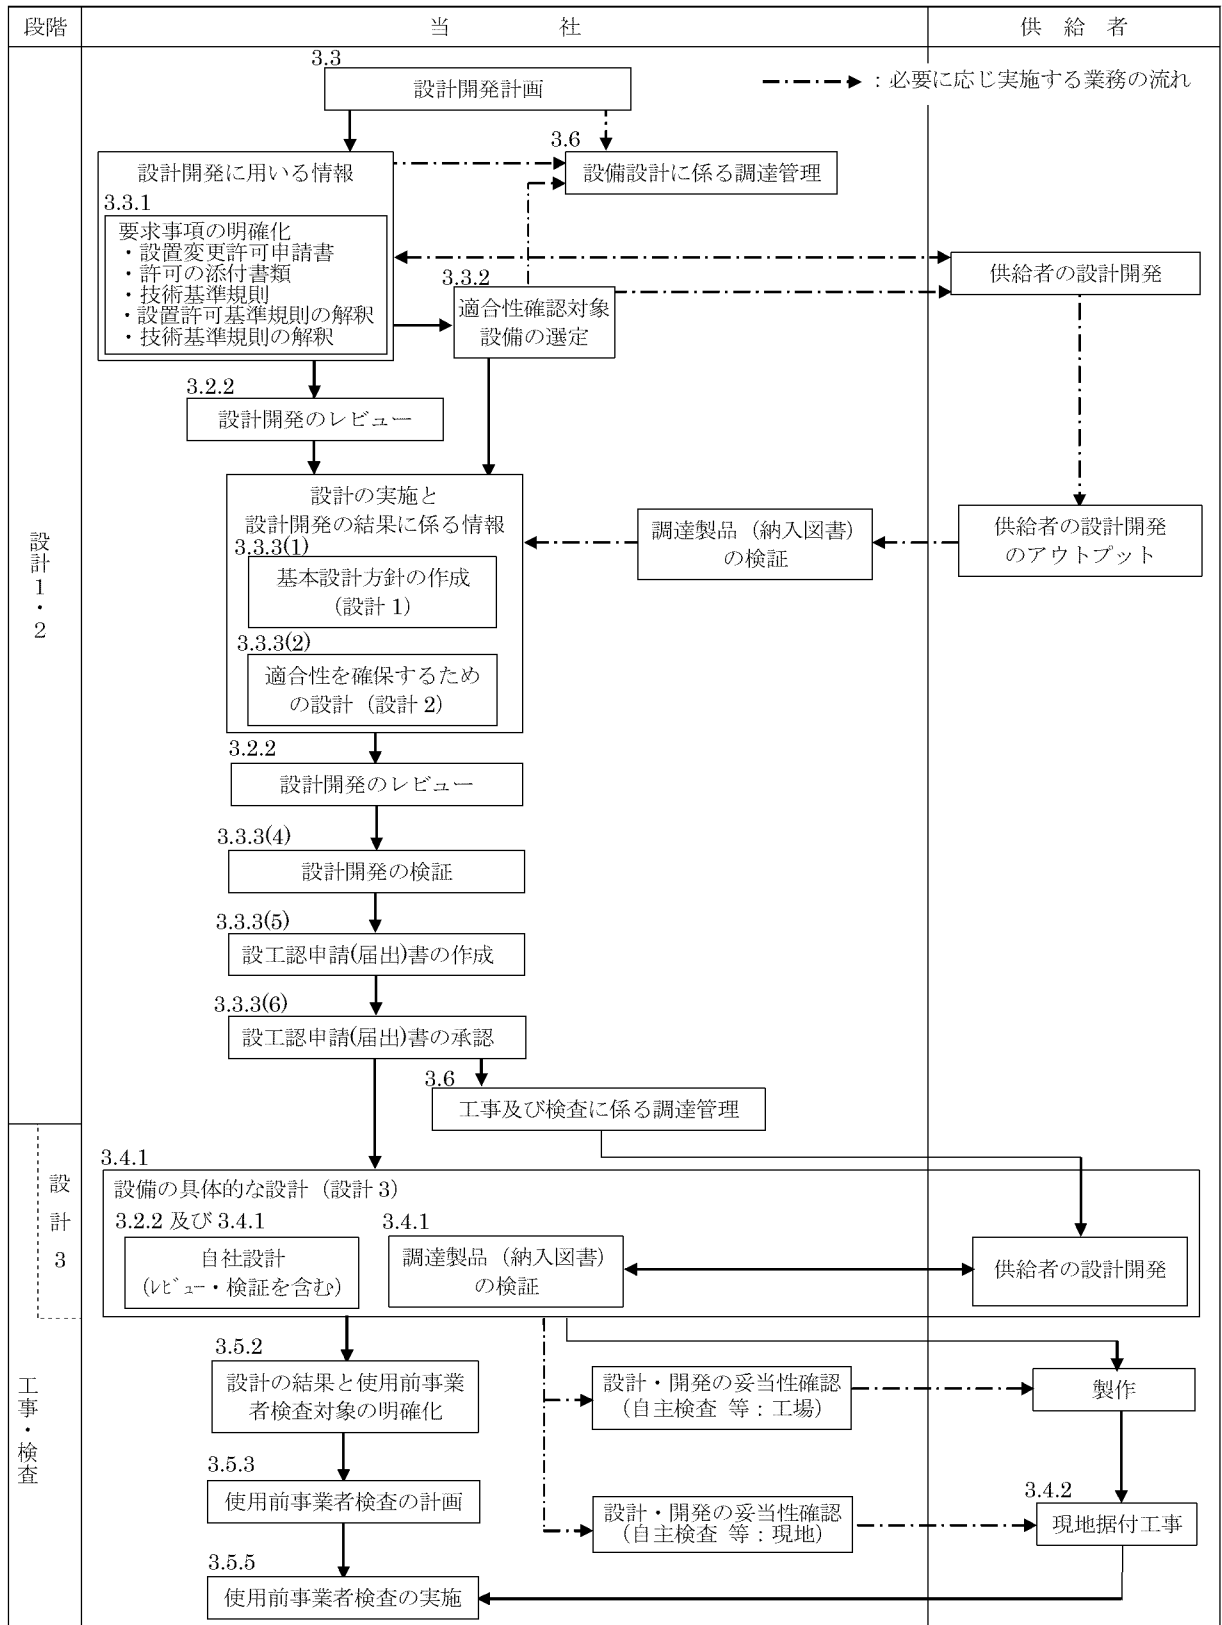 段階
当　社
供　給　者
3.3
設計開発計画
：必要に応じ実施する業務の流れ
3.6
設備設計に係る調達管理
設計開発に用いる情報
3.3.1
要求事項の明確化
・設置変更許可申請書
・許可の添付書類
・技術基準規則
・設置許可基準規則の解釈
・技術基準規則の解釈
3.3.2
適合性確認対象
設備の選定
供給者の設計開発
3.2.2
設計開発のレビュー
設計の実施と
設計開発の結果に係る情報
3.3.3(1)
基本設計方針の作成
（設計 1）
3.3.3(2)
適合性を確保するため
の設計（設計 2）
調達製品（納入図書）
の検証
供給者の設計開発
のアウトプット
設計１・２
3.2.2
設計開発のレビュー
3.3.3(4)
設計開発の検証
3.3.3(5)
設工認申請(届出)書の作成
3.3.3(6)
設工認申請(届出)書の承認
3.6
工事及び検査に係る調達管理
設計３
3.4.1
設備の具体的な設計（設計 3）
3.2.2 及び 3.4.1
自社設計
（ﾚﾋﾞｭｰ・検証を含む）
3.4.1
調達製品（納入図書）
の検証
供給者の設計開発
工事・検査
3.5.2
設計の結果と使用前事業
者検査対象の明確化
設計・開発の妥当性確認
（自主検査 等：工場）
製作
3.5.3
使用前事業者検査の計画
設計・開発の妥当性確認
（自主検査 等：現地）
3.4.2
現地据付工事
3.5.5
使用前事業者検査の実施